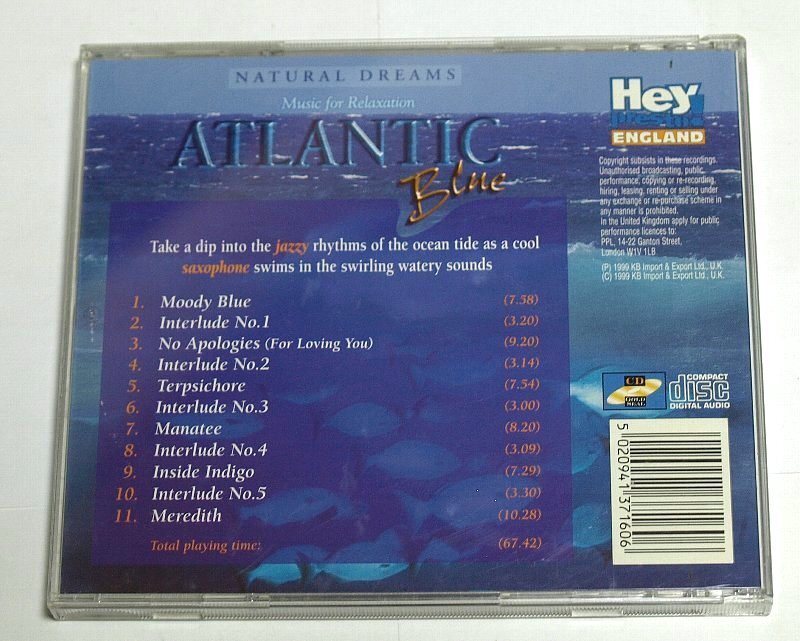 NATURAL DREAMS
Music for Relaxation
ATLANTIC
Blue
Take a dip into the jazzy rhythms of the ocean tide as a cool
saxophone swims in the swirling watery sounds
1. Moody Blue (7.58)
2. Interlude No.1 (3.20)
3. No Apologies (For Loving You) (9.20)
4. Interlude No.2 (3.14)
5. Terpsichore (7.54)
6. Interlude No.3 (3.00)
7. Manatee (8.20)
8. Interlude No.4 (3.09)
9. Inside Indigo (7.29)
10. Interlude No.5 (3.30)
11. Meredith (10.28)
Total playing time: (67.42)
Hey
presto
ENGLAND
Copyright subsists in these recordings.
Unauthorised broadcasting, public
performance, copying or re-recording,
hiring, leasing, renting or selling under
any exchange or re-purchase scheme in
any manner is prohibited.
In the United Kingdom apply for public
performance licences to:
PPL, 14-22 Ganton Street,
London W1V 1LB
(P) 1999 KB Import & Export Ltd., U.K.
(C) 1999 KB Import & Export Ltd., U.K.
CD
GOLD
SEAL
COMPACT
disc
DIGITAL AUDIO
5 020941 371606